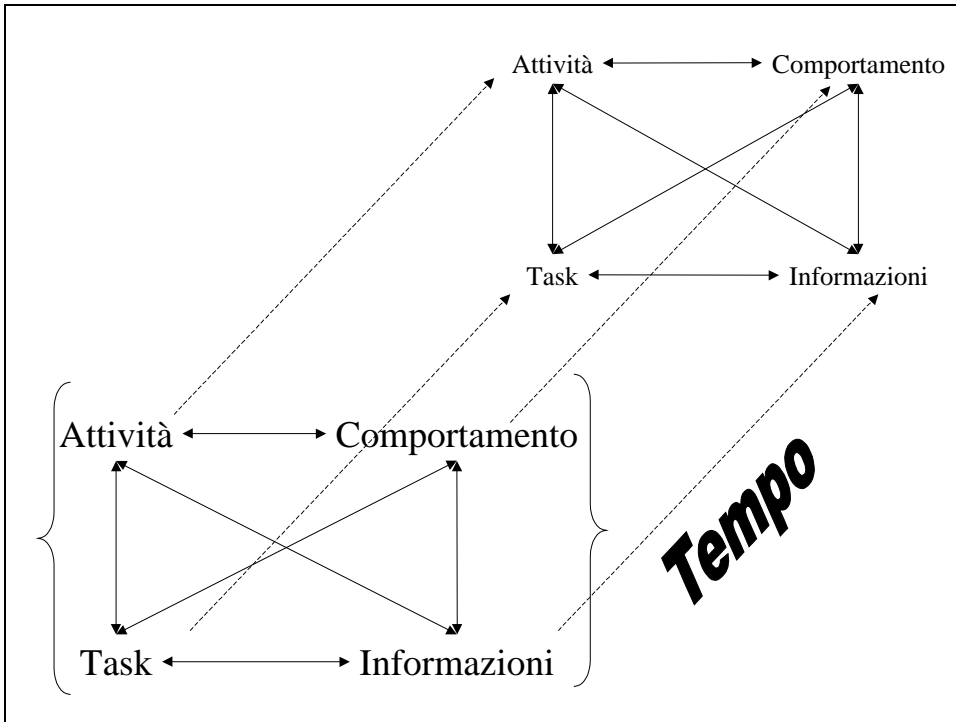 Attività Comportamento
Task Informazioni
Attività Comportamento
Tempo
Task Informazioni